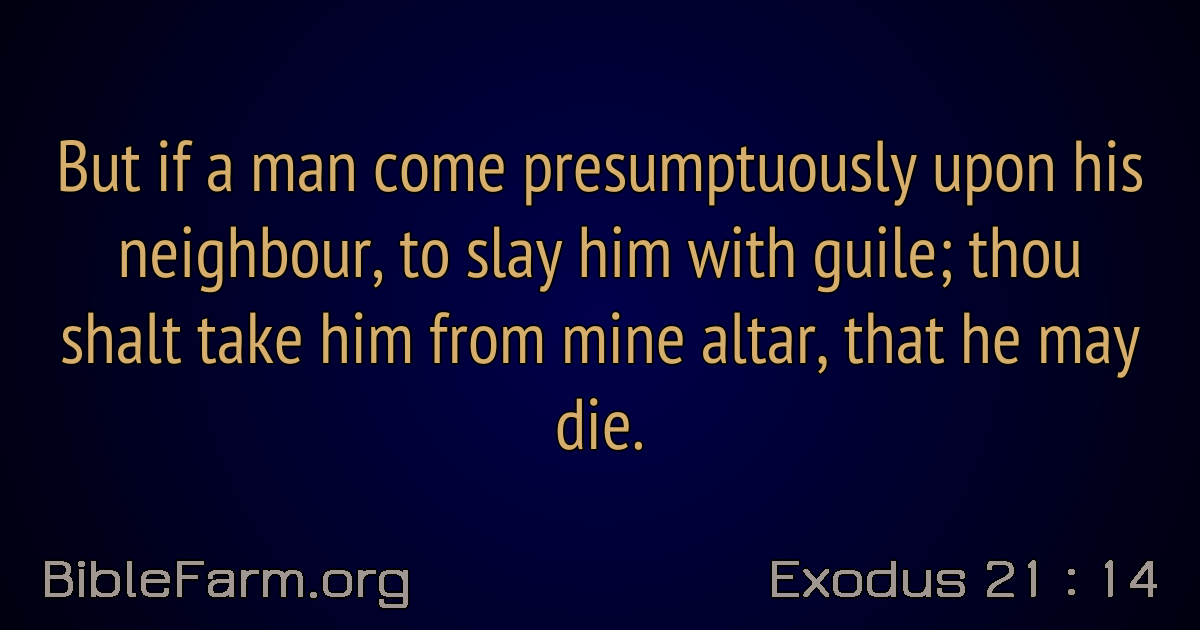 But if a man come presumptuously upon his
neighbour, to slay him with guile; thou
shalt take him from mine altar, that he may
die.
BibleFarm.org
Exodus 21 : 14